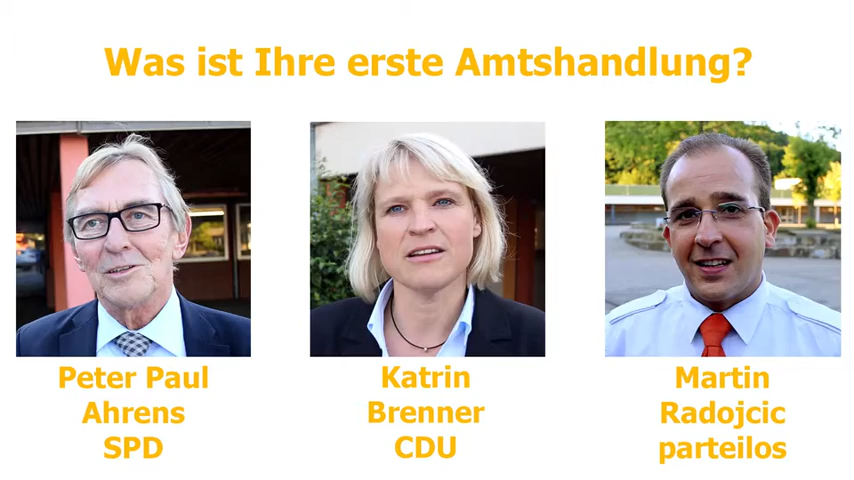 Was ist Ihre erste Amtshandlung?
Peter Paul
Ahrens
SPD
Katrin
Brenner
CDU
Martin
Radojcic
parteilos